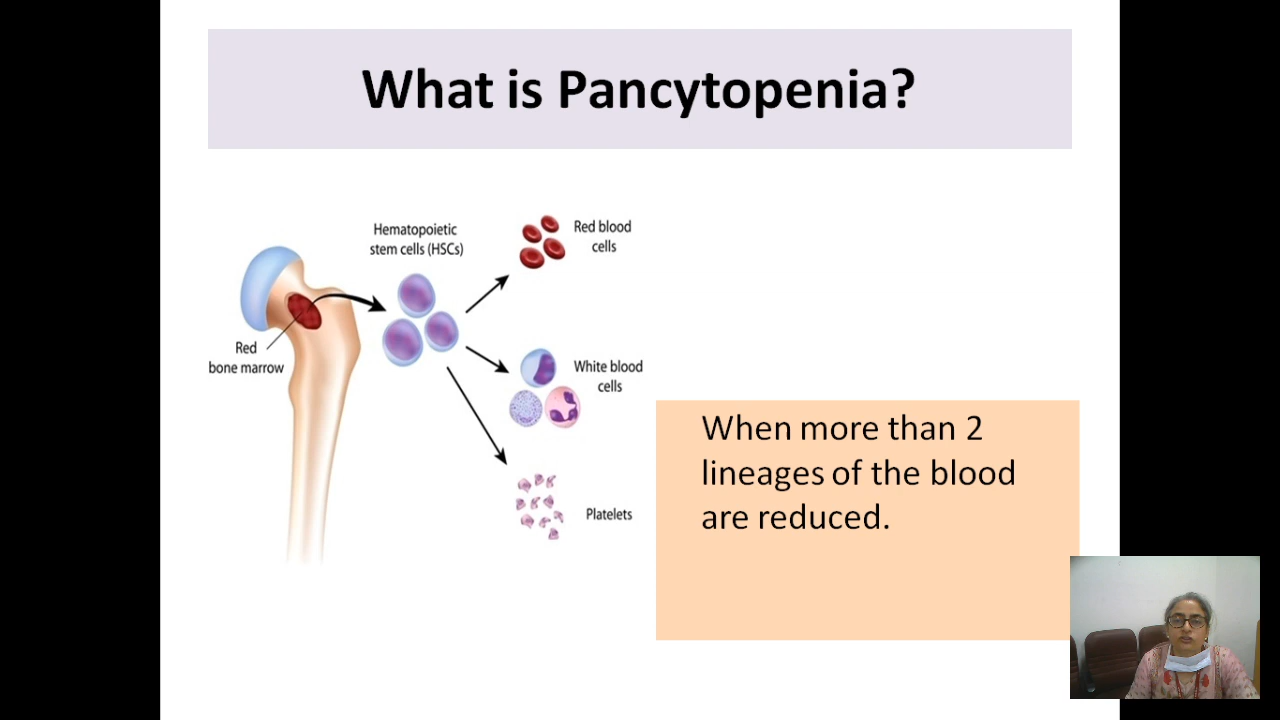 What is Pancytopenia?
Hematopoietic
stem cells (HSCs)
Red blood
cells
Red
bone marrow
White blood
cells
Platelets
When more than 2
lineages of the blood
are reduced.